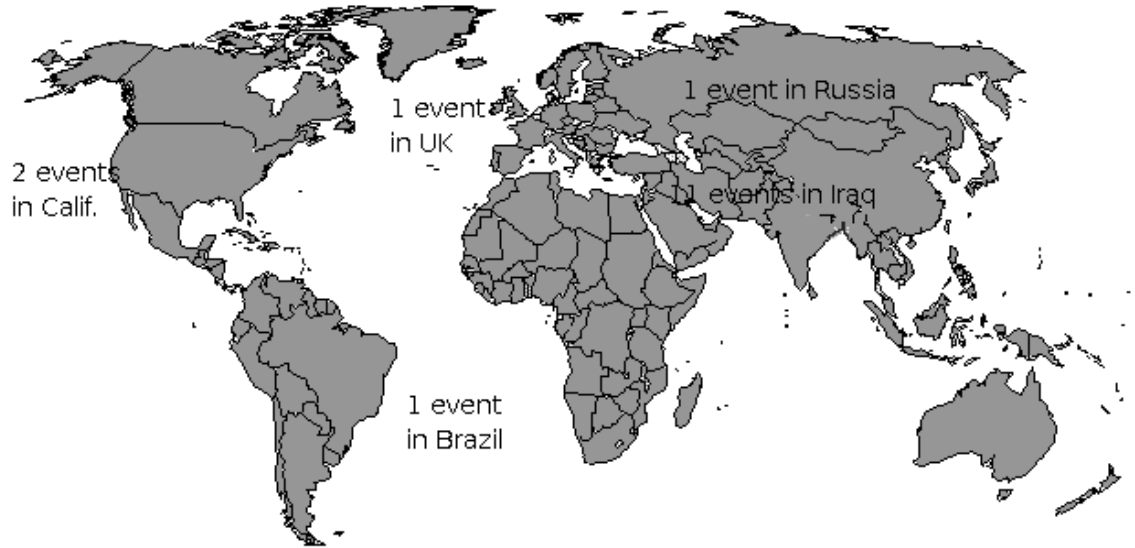 1 event in Russia
1 event
in UK
2 events
in Calif.
11 events in Iraq
1 event
in Brazil